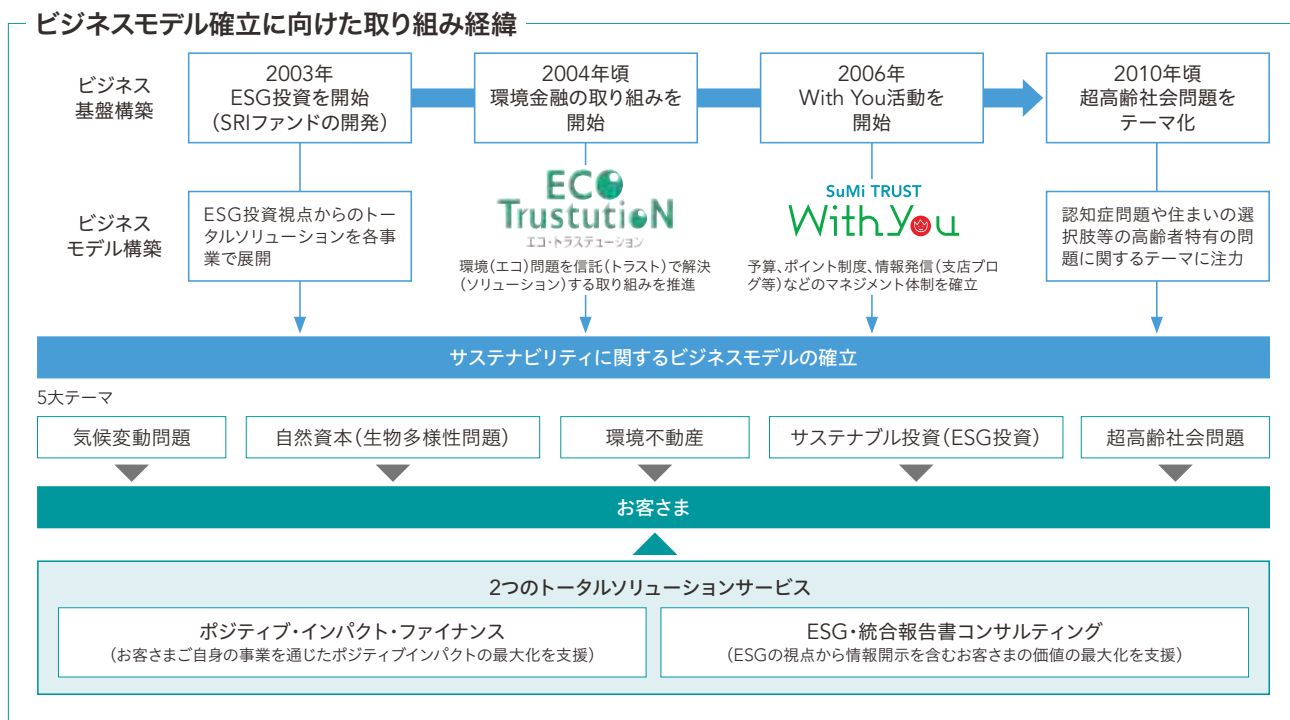 ビジネスモデル確立に向けた取り組み経緯
ビジネス
基盤構築
2003年
ESG投資を開始
(SRIファンドの開発)
2004年頃
環境金融の取り組みを
開始
2006年
With You活動を
開始
2010年頃
超高齢社会問題を
テーマ化
ビジネス
モデル構築
ESG投資視点からのトー
タルソリューションを各事
業で展開
ECO
TrustutioN
エコ・トラステューション
環境(エコ)問題を信託(トラスト)で解決
(ソリューション)する取り組みを推進
SuMi TRUST
With You
予算、ポイント制度、情報発信(支店ブロ
グ等)などのマネジメント体制を確立
認知症問題や住まいの選
択肢等の高齢者特有の問
題に関するテーマに注力
サステナビリティに関するビジネスモデルの確立
5大テーマ
気候変動問題
自然資本(生物多様性問題)
環境不動産
サステナブル投資(ESG投資)
超高齢社会問題
お客さま
2つのトータルソリューションサービス
ポジティブ・インパクト・ファイナンス
(お客さまご自身の事業を通じたポジティブインパクトの最大化を支援)
ESG・統合報告書コンサルティング
(ESGの視点から情報開示を含むお客さまの価値の最大化を支援)